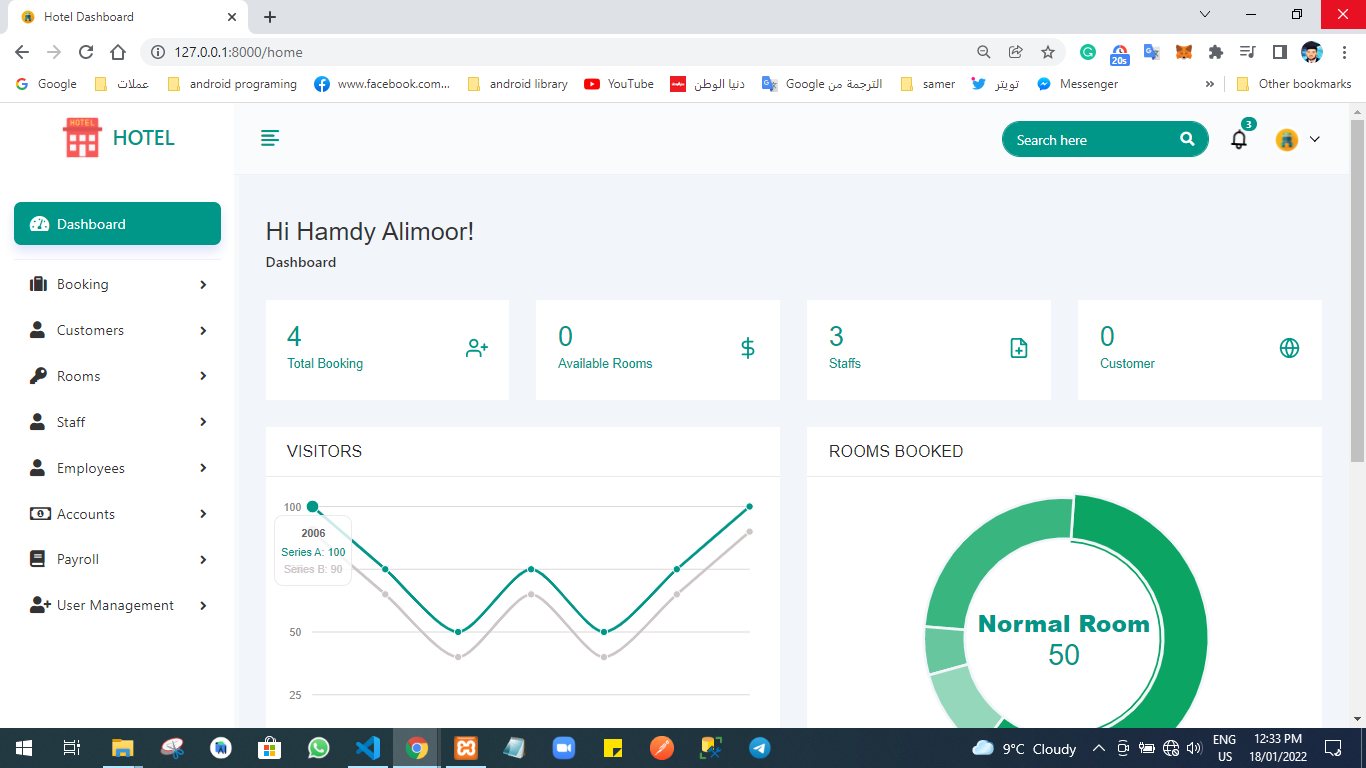 Hotel Dashboard
127.0.0.1:8000/home
20s
Google
عملات
android programing
www.facebook.com...
android library
YouTube
دنيا الوطن
الترجمة من Google
samer
تويتر
Messenger
»
Other bookmarks
HOTEL
HOTEL
Search here
3
Dashboard
Booking
Customers
Rooms
Staff
Employees
Accounts
Payroll
User Management
Hi Hamdy Alimoor!
Dashboard
4
Total Booking
0
Available Rooms
3
Staffs
0
Customer
VISITORS
100
2006
Series A: 100
Series B: 90
50
25
ROOMS BOOKED
Normal Room
50
9°C Cloudy
ENG
US
12:33 PM
18/01/2022